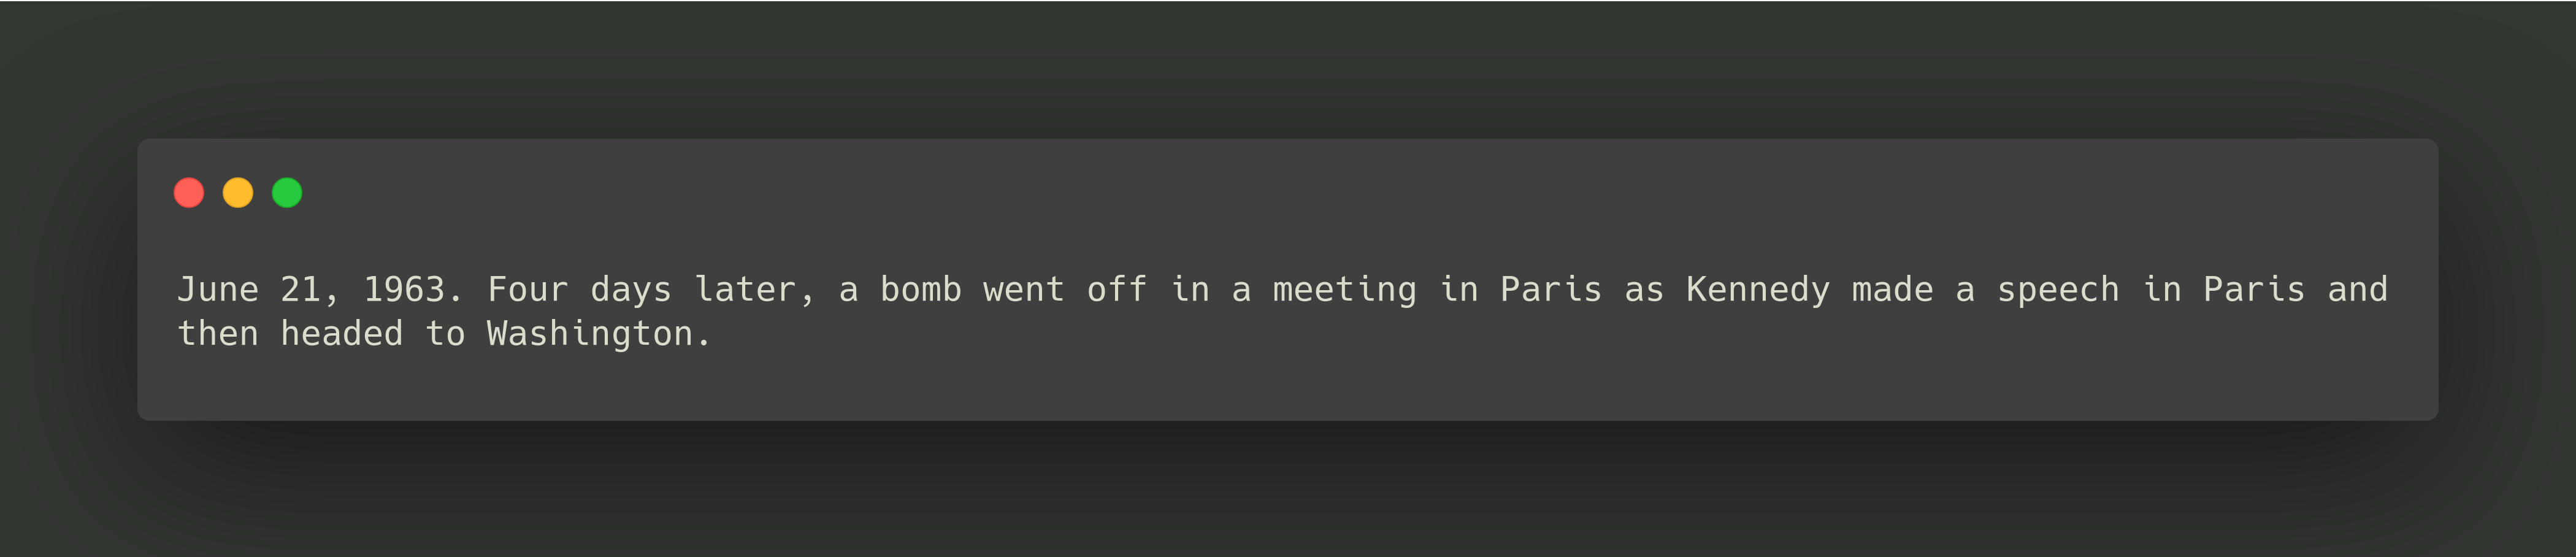 June 21, 1963. Four days later, a bomb went off in a meeting in Paris as Kennedy made a speech in Paris and
then headed to Washington.